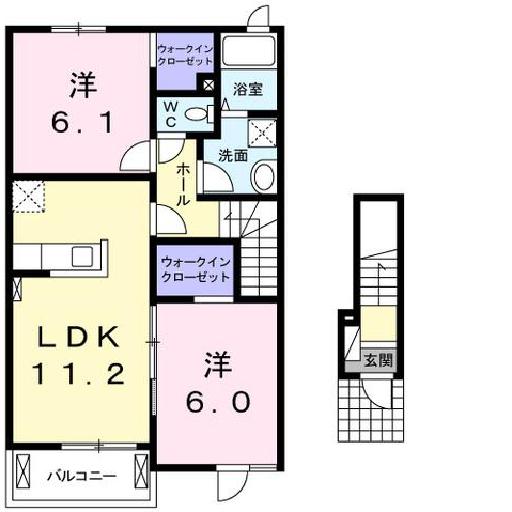 ウォークイン
クローゼット
洋
6.1
浴室
WC
洗面
ホール
ウォークイン
クローゼット
LDK
11.2
洋
6.0
玄関
バルコニー